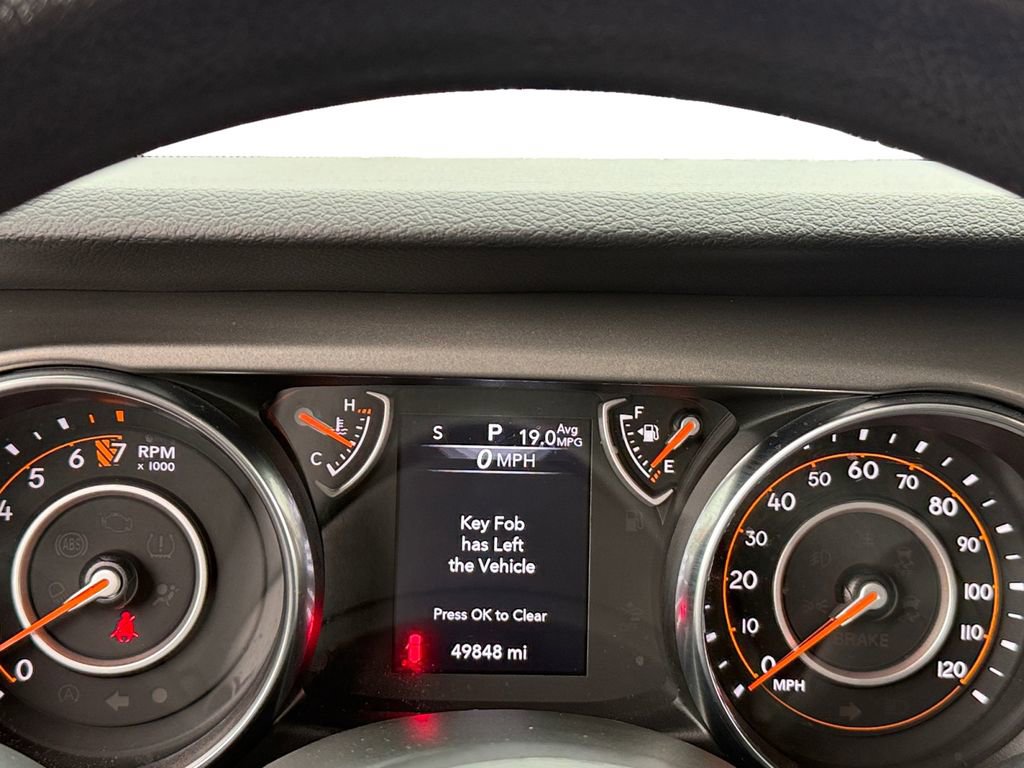 H
C
S P 19.0 Avg MPG
0 MPH
Key Fob
has Left
the Vehicle
Press OK to Clear
49848 mi
F
E
0 4 5 6 7
RPM
x 1000
ABS
A
0 10 20 30 40 50 60 70 80 90 100 110 120
MPH
BRAKE